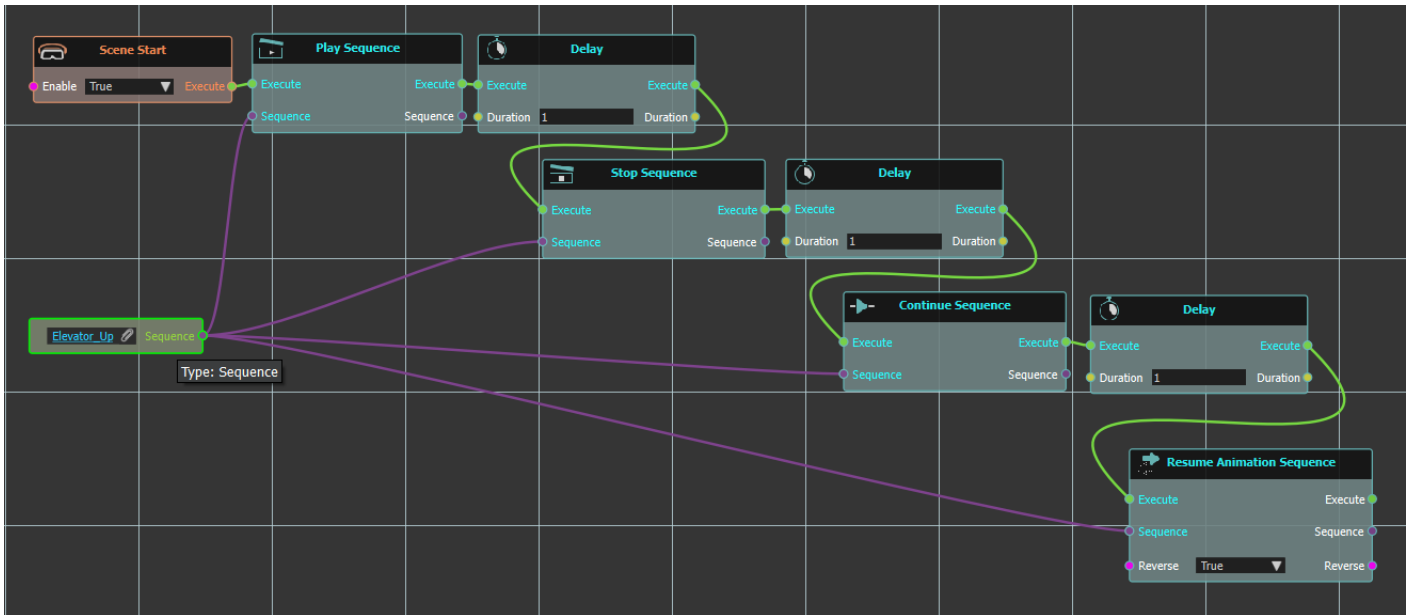 Scene Start
Enable True Execute
Play Sequence
Execute Execute
Sequence Sequence
Delay
Execute Execute
Duration 1 Duration
Stop Sequence
Execute Execute
Sequence Sequence
Delay
Execute Execute
Duration 1 Duration
Elevator_Up Sequence
Type: Sequence
Continue Sequence
Execute Execute
Sequence Sequence
Delay
Execute Execute
Duration 1 Duration
Resume Animation Sequence
Execute Execute
Sequence Sequence
Reverse True Reverse